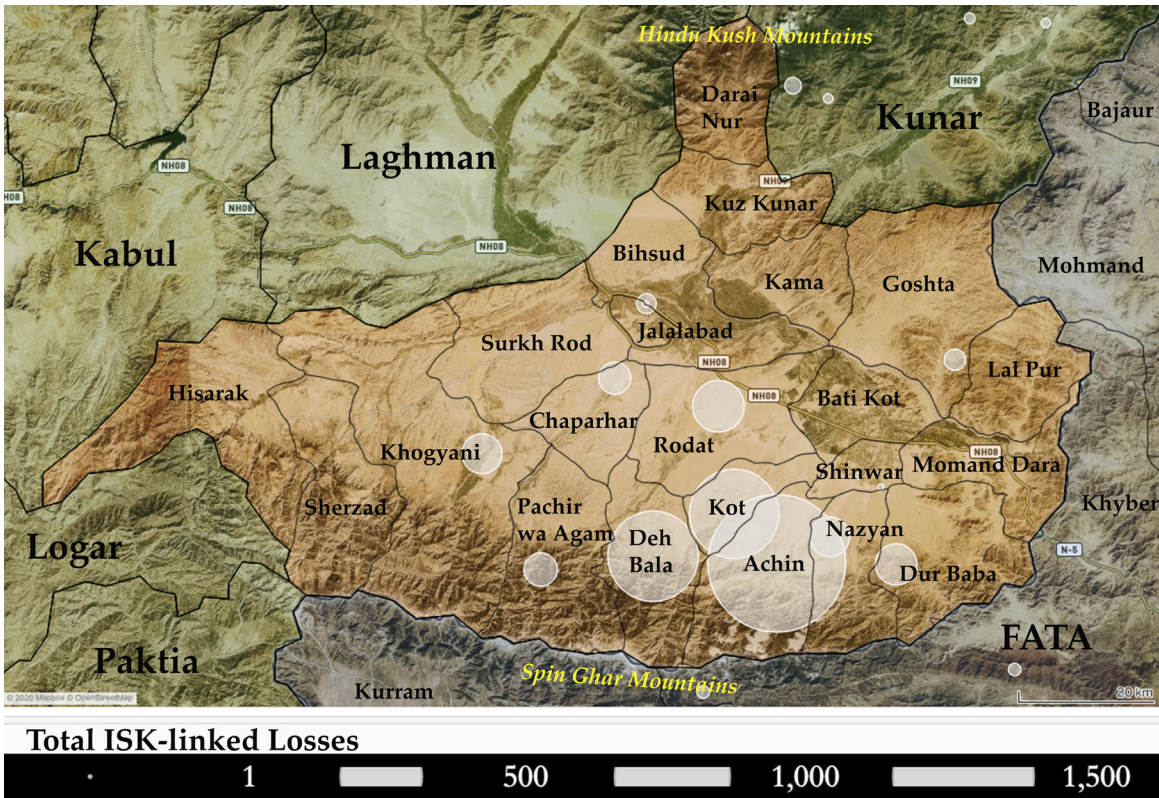 Hindu Kush Mountains
NH09
Darai
Nur
Kunar
Bajaur
Laghman
NH08
NH08
NH08
NH09
Kuz Kunar
Kabul
NH08
Bihsud
Kama
Goshta
Mohmand
Surkh Rod
Jalalabad
NH08
Lal Pur
Hisarak
NH08
Bati Kot
Chaparhar
Khogyani
Rodat
NH08
Shinwar
Momand Dara
Sherzad
Pachir
wa Agam
Kot
Khyber
Nazyan
Logar
Deh
Bala
Achin
N-5
Dur Baba
FATA
Paktia
Spin Ghar Mountains
Kurram
© 2020 Mapbox © OpenStreetMap
20 km
Total ISK-linked Losses
1
500
1,000
1,500